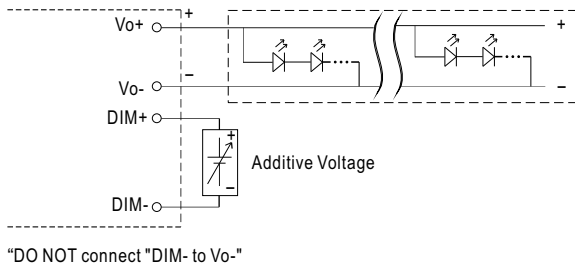 Vo+
+
+
Vo-
–
–
DIM+
+
Additive Voltage
–
DIM-
“DO NOT connect "DIM- to Vo-"